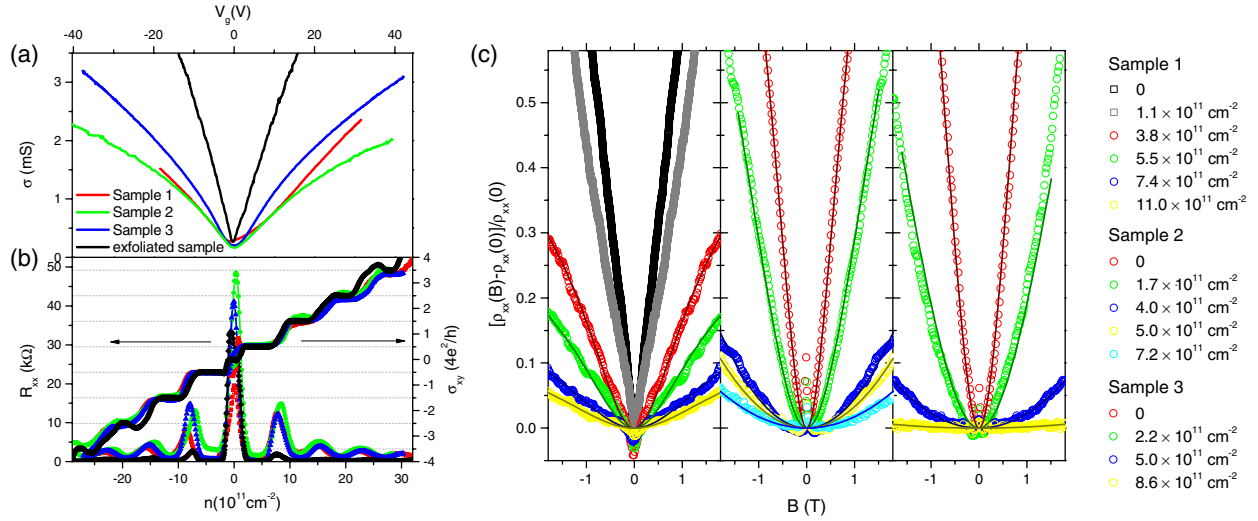 V_g(V)
-40 -20 0 20 40
(a)
3
2
1
0
σ (mS)
Sample 1
Sample 2
Sample 3
exfoliated sample
(b)
50
40
30
20
10
0
R_xx (kΩ)
4
3
2
1
0
-1
-2
-3
-4
σ_xy (4e²/h)
-20 -10 0 10 20 30
n(10¹¹cm⁻²)
(c)
0.5
0.4
0.3
0.2
0.1
0.0
[ρ_xx(B)-ρ_xx(0)]/ρ_xx(0)
-1 0 1 -1 0 1 -1 0 1
B (T)
Sample 1
0
1.1 × 10¹¹ cm⁻²
3.8 × 10¹¹ cm⁻²
5.5 × 10¹¹ cm⁻²
7.4 × 10¹¹ cm⁻²
11.0 × 10¹¹ cm⁻²
Sample 2
0
1.7 × 10¹¹ cm⁻²
4.0 × 10¹¹ cm⁻²
5.0 × 10¹¹ cm⁻²
7.2 × 10¹¹ cm⁻²
Sample 3
0
2.2 × 10¹¹ cm⁻²
5.0 × 10¹¹ cm⁻²
8.6 × 10¹¹ cm⁻²